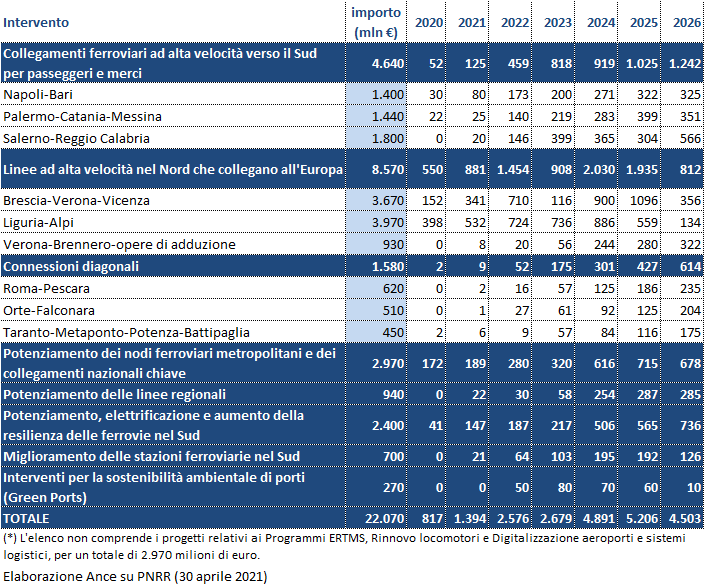 Intervento importo (mln €) 2020 2021 2022 2023 2024 2025 2026
Collegamenti ferroviari ad alta velocità verso il Sud
per passeggeri e merci 4.640 52 125 459 818 919 1.025 1.242
Napoli-Bari 1.400 30 80 173 200 271 322 325
Palermo-Catania-Messina 1.440 22 25 140 219 283 399 351
Salerno-Reggio Calabria 1.800 0 20 146 399 365 304 566
Linee ad alta velocità nel Nord che collegano all'Europa 8.570 550 881 1.454 908 2.030 1.935 812
Brescia-Verona-Vicenza 3.670 152 341 710 116 900 1096 356
Liguria-Alpi 3.970 398 532 724 736 886 559 134
Verona-Brennero-opere di adduzione 930 0 8 20 56 244 280 322
Connessioni diagonali 1.580 2 9 52 175 301 427 614
Roma-Pescara 620 0 2 16 57 125 186 235
Orte-Falconara 510 0 1 27 61 92 125 204
Taranto-Metaponto-Potenza-Battipaglia 450 2 6 9 57 84 116 175
Potenziamento dei nodi ferroviari metropolitani e dei
collegamenti nazionali chiave 2.970 172 189 280 320 616 715 678
Potenziamento delle linee regionali 940 0 22 30 58 254 287 285
Potenziamento, elettrificazione e aumento della
resilienza delle ferrovie nel Sud 2.400 41 147 187 217 506 565 736
Miglioramento delle stazioni ferroviarie nel Sud 700 0 21 64 103 195 192 126
Interventi per la sostenibilità ambientale di porti
(Green Ports) 270 0 0 50 80 70 60 10
TOTALE 22.070 817 1.394 2.576 2.679 4.891 5.206 4.503
(*) L'elenco non comprende i progetti relativi ai Programmi ERTMS, Rinnovo locomotori e Digitalizzazione aeroporti e sistemi
logistici, per un totale di 2.970 milioni di euro.
Elaborazione Ance su PNRR (30 aprile 2021)